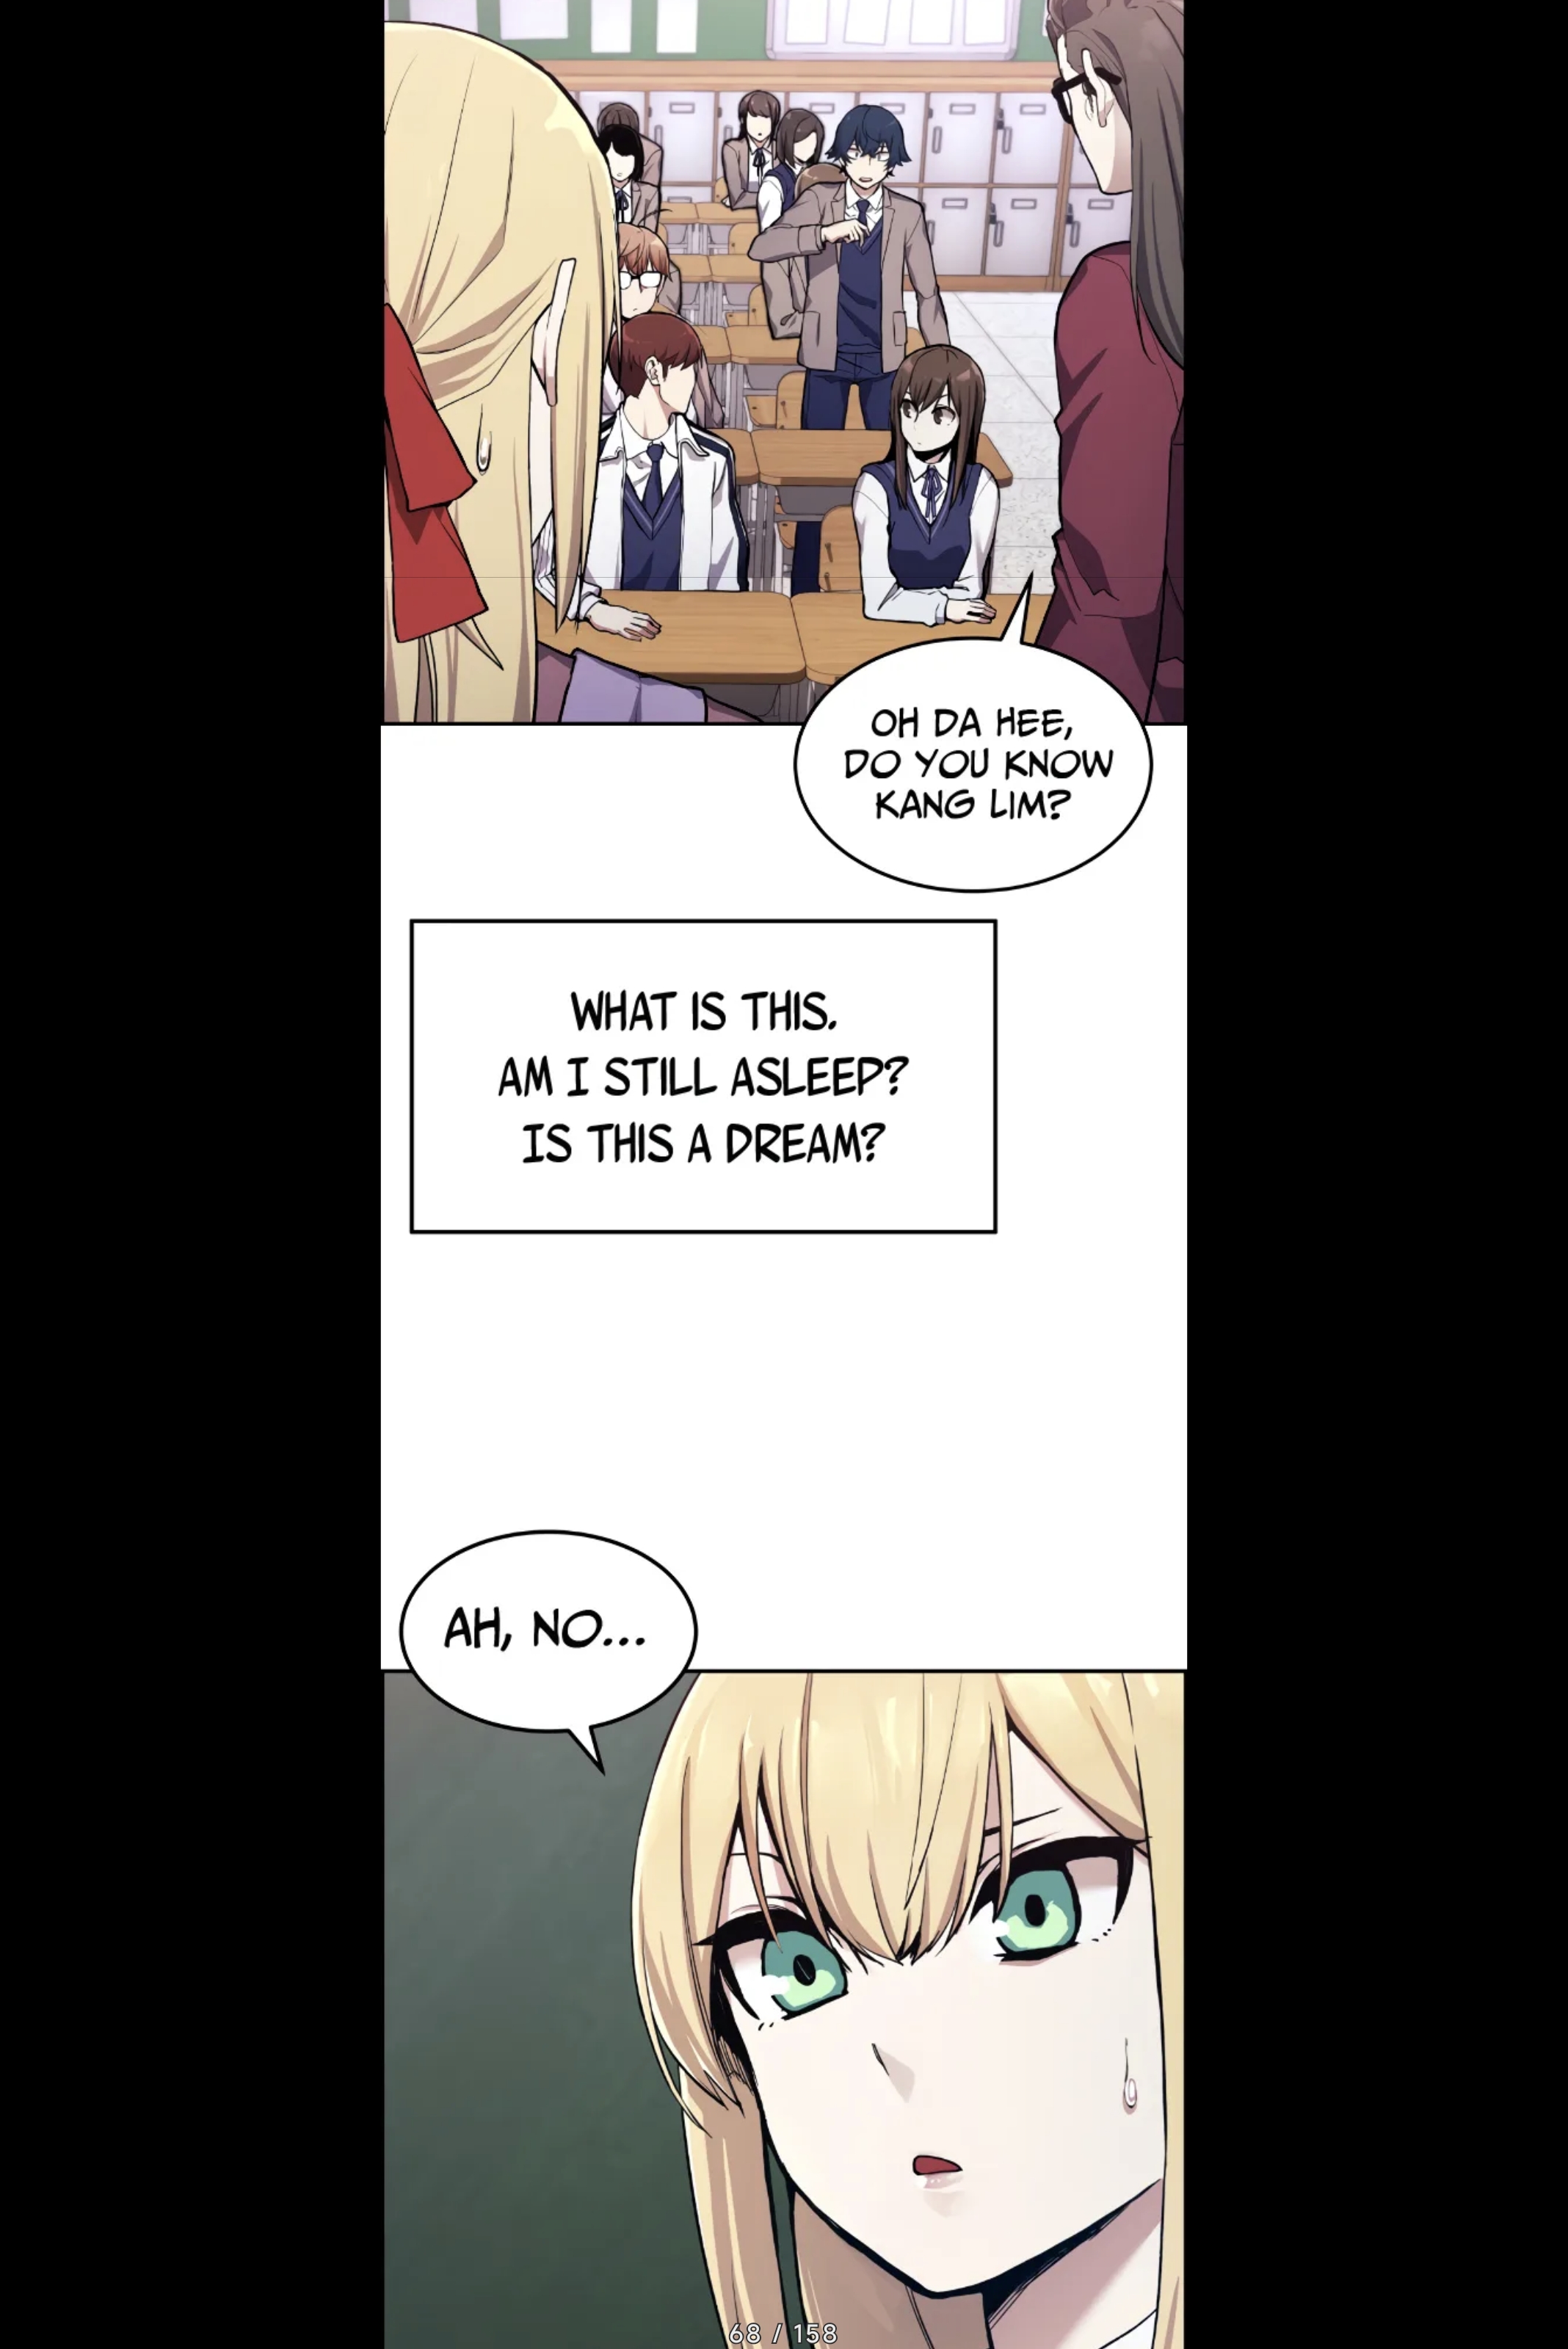 OH DA HEE,
DO YOU KNOW
KANG LIM?
WHAT IS THIS.
AM I STILL ASLEEP?
IS THIS A DREAM?
AH, NO...
68 / 158